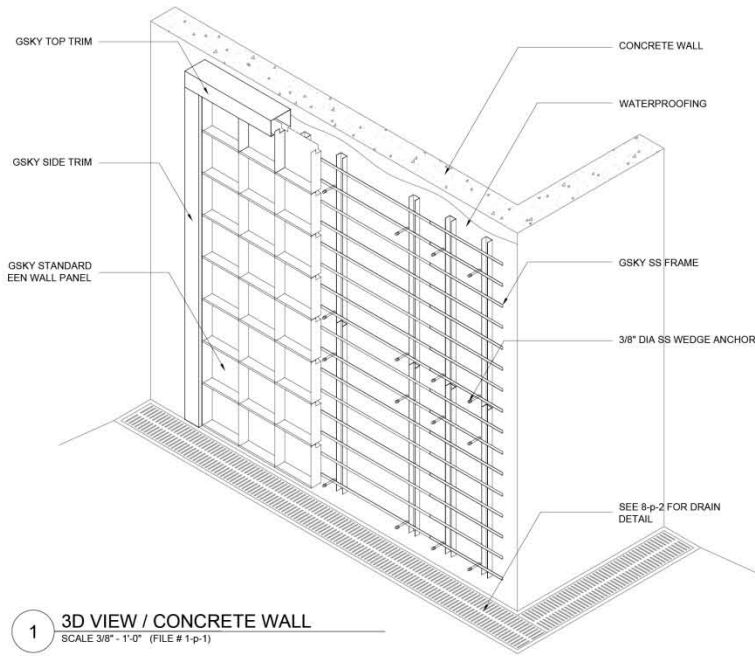 GSKY TOP TRIM
CONCRETE WALL
WATERPROOFING
GSKY SIDE TRIM
GSKY STANDARD
EEN WALL PANEL
GSKY SS FRAME
3/8" DIA SS WEDGE ANCHOR
SEE 8-p-2 FOR DRAIN
DETAIL
1
3D VIEW / CONCRETE WALL
SCALE 3/8" - 1'-0" (FILE # 1-p-1)